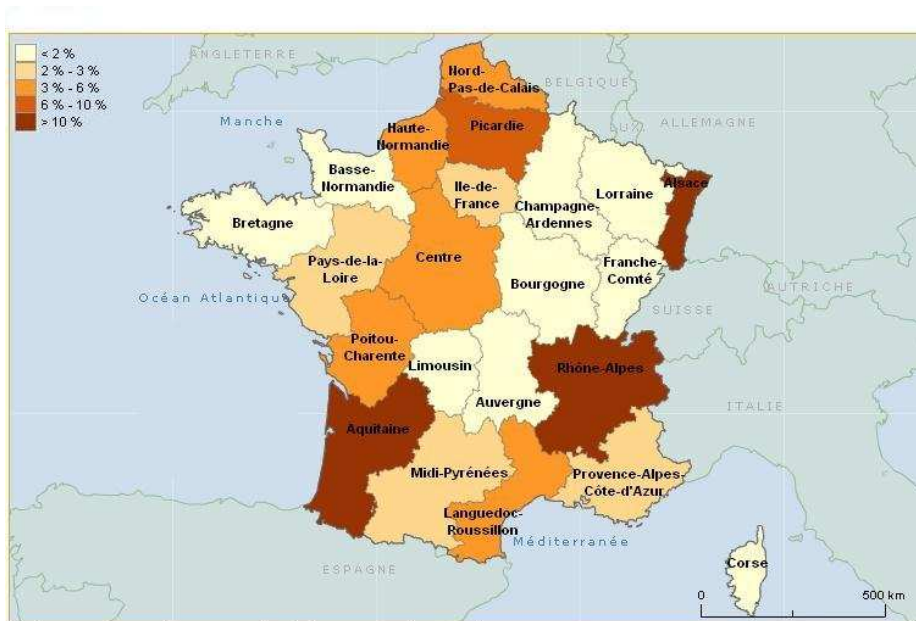 < 2 %
2 % - 3 %
3 % - 6 %
6 % - 10 %
> 10 %
ANGLETERRE
Nord-
Pas-de-Calais
BELGIQUE
Manche
Haute-
Normandie
Picardie
LUX.
ALLEMAGNE
Basse-
Normandie
Ile-de-
France
Champagne-
Ardennes
Lorraine
Alsace
Bretagne
Pays-de-la-
Loire
Centre
Bourgogne
Franche-
Comté
Océan Atlantique
AUTRICHE
SUISSE
Poitou-
Charente
Limousin
Auvergne
Rhône-Alpes
ITALIE
Aquitaine
Midi-Pyrénées
Provence-Alpes-
Côte-d'Azur
Languedoc-
Roussillon
Méditerranée
ESPAGNE
Corse
0 500 km